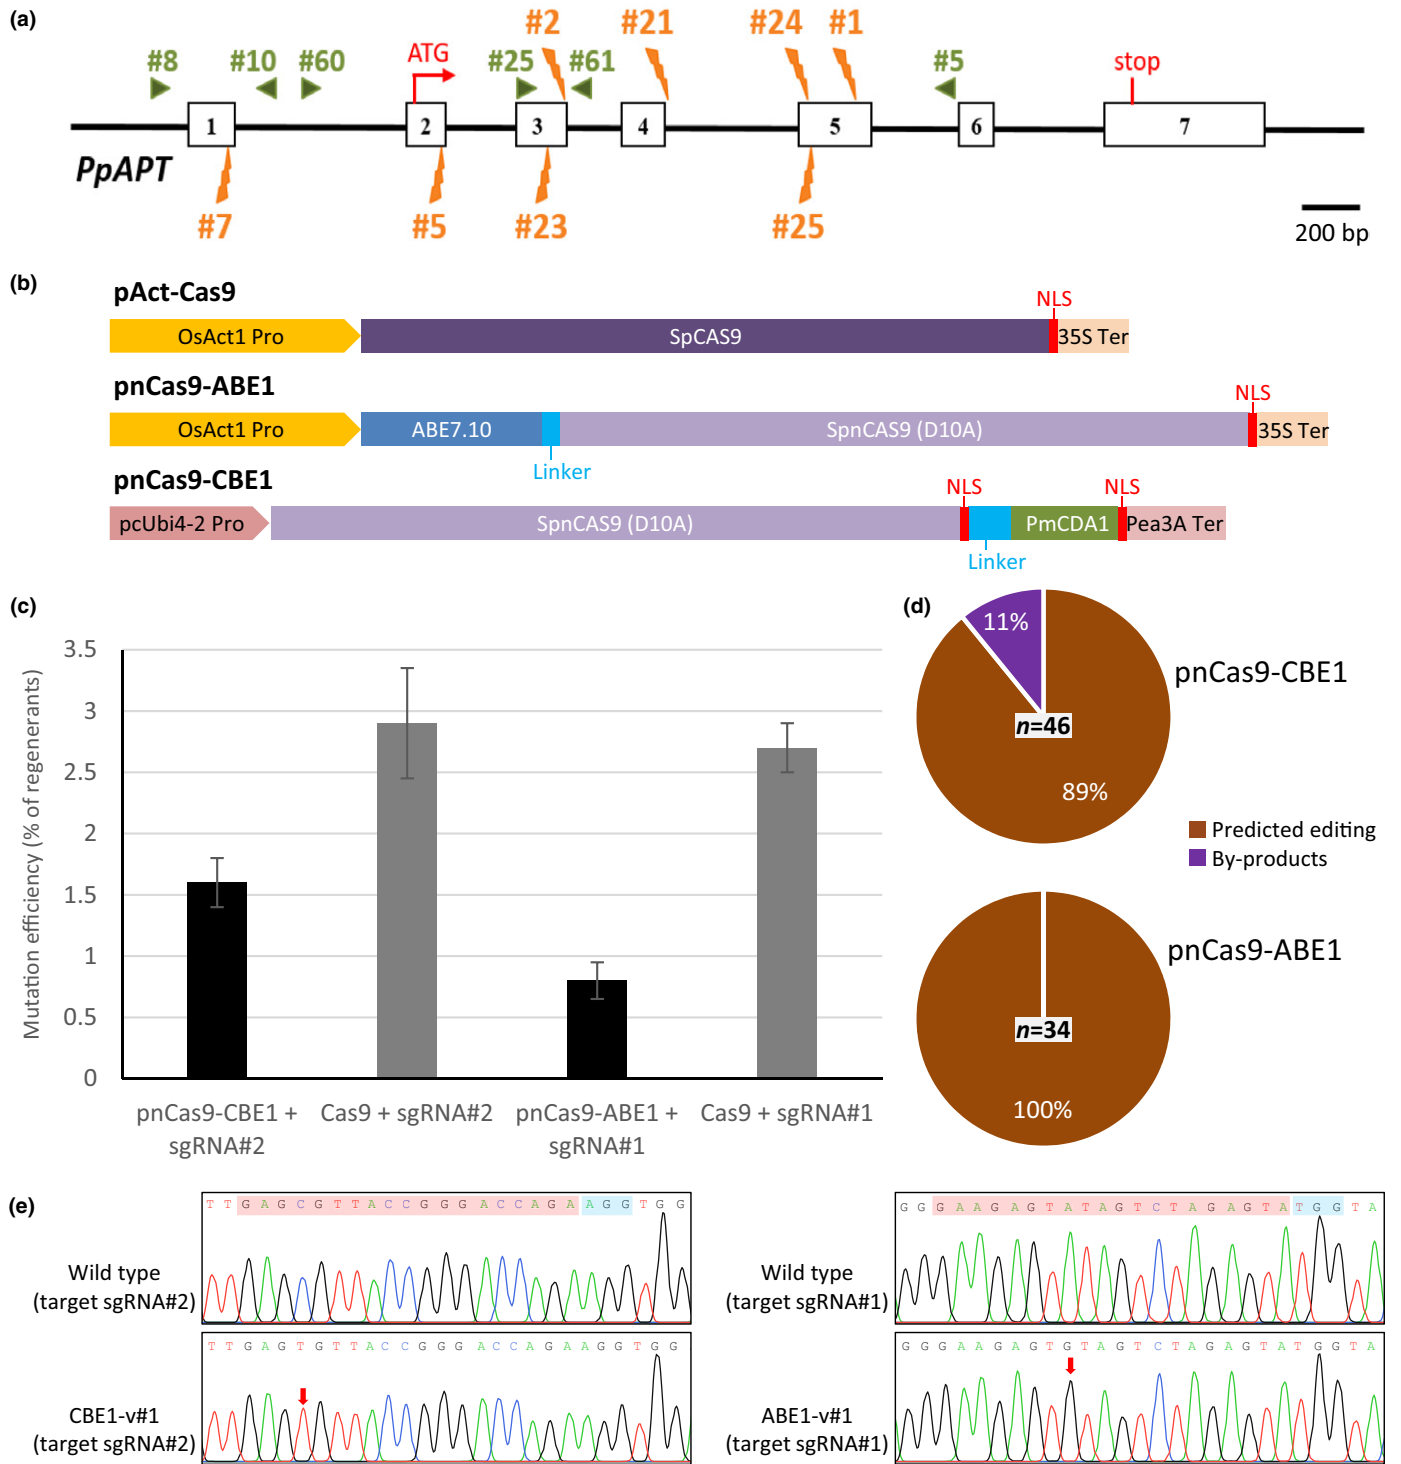 (a)
#2 #21 #24 #1
#8 #10 #60 ATG #25 #61 #5 stop
1 2 3 4 5 6 7
PpAPT
#7 #5 #23 #25
200 bp
(b)
pAct-Cas9
NLS
OsAct1 Pro SpCAS9 35S Ter
pnCas9-ABE1
NLS
OsAct1 Pro ABE7.10 SpnCAS9 (D10A) 35S Ter
Linker
pnCas9-CBE1
NLS NLS
pcUbi4-2 Pro SpnCAS9 (D10A) PmCDA1 Pea3A Ter
Linker
(c)
Mutation efficiency (% of regenerants)
3.5
3
2.5
2
1.5
1
0.5
0
pnCas9-CBE1 + sgRNA#2
Cas9 + sgRNA#2
pnCas9-ABE1 + sgRNA#1
Cas9 + sgRNA#1
(d)
11%
pnCas9-CBE1
n=46
89%
Predicted editing
By-products
pnCas9-ABE1
n=34
100%
(e)
T T G A G C G T T A C C G G G A C C A G A A G G T G G
Wild type
(target sgRNA#2)
T T G A G T G T T A C C G G G A C C A G A A G G T G G
CBE1-v#1
(target sgRNA#2)
G G G A A G A G T A T A G T C T A G A G T A T G G T A
Wild type
(target sgRNA#1)
G G G A A G A G T G T A G T C T A G A G T A T G G T A
ABE1-v#1
(target sgRNA#1)